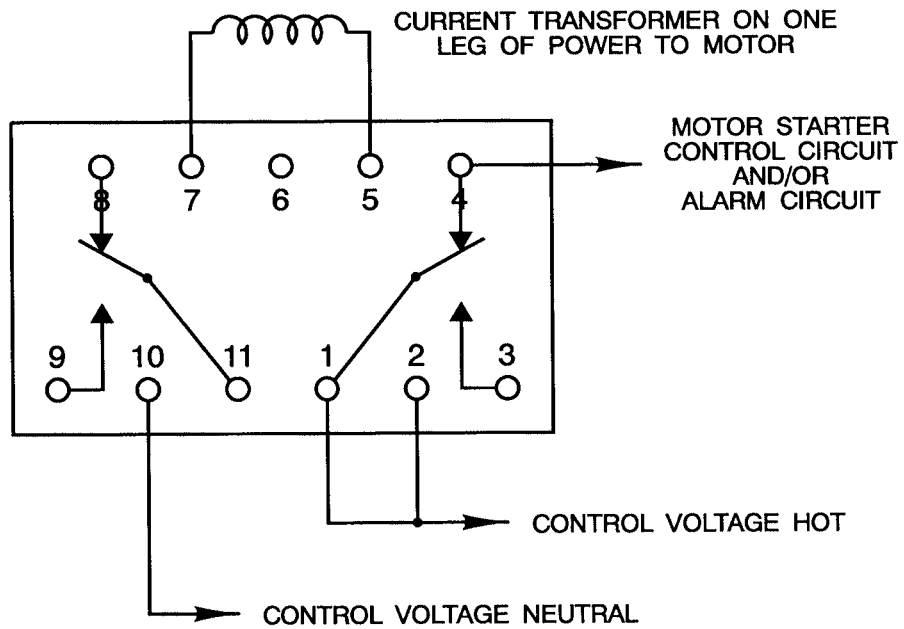 CURRENT TRANSFORMER ON ONE
LEG OF POWER TO MOTOR
MOTOR STARTER
CONTROL CIRCUIT
AND/OR
ALARM CIRCUIT
8 7 6 5 4
9 10 11 1 2 3
CONTROL VOLTAGE HOT
CONTROL VOLTAGE NEUTRAL